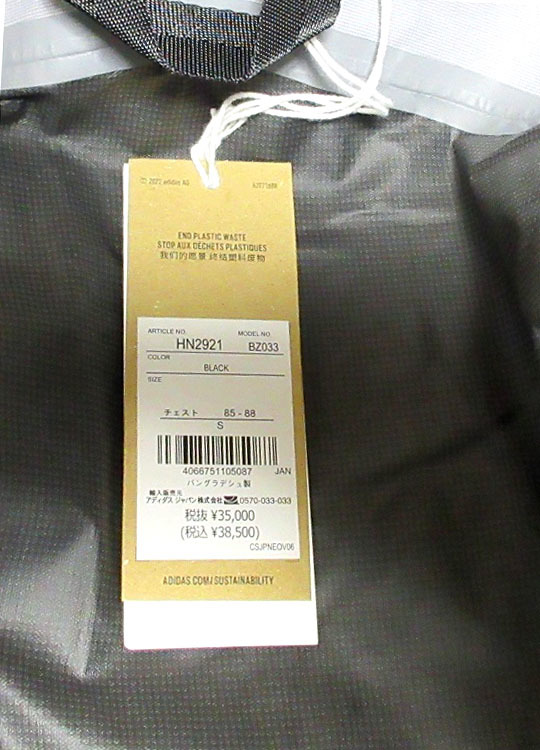 © 2022 adidas AG
END PLASTIC WASTE
STOP AUX DÉCHETS PLASTIQUES
我们的愿景 终结塑料废物
ARTICLE NO. MODEL NO.
HN2921 BZ033
COLOR
BLACK
SIZE
チェスト 85 - 88
S
4066751105087 JAN
バングラデシュ製
輸入販売元
アディダス ジャパン株式会社 0570-033-033
税抜 ¥35,000
(税込 ¥38,500)
CSJPNEOV06
ADIDAS.COM/SUSTAINABILITY